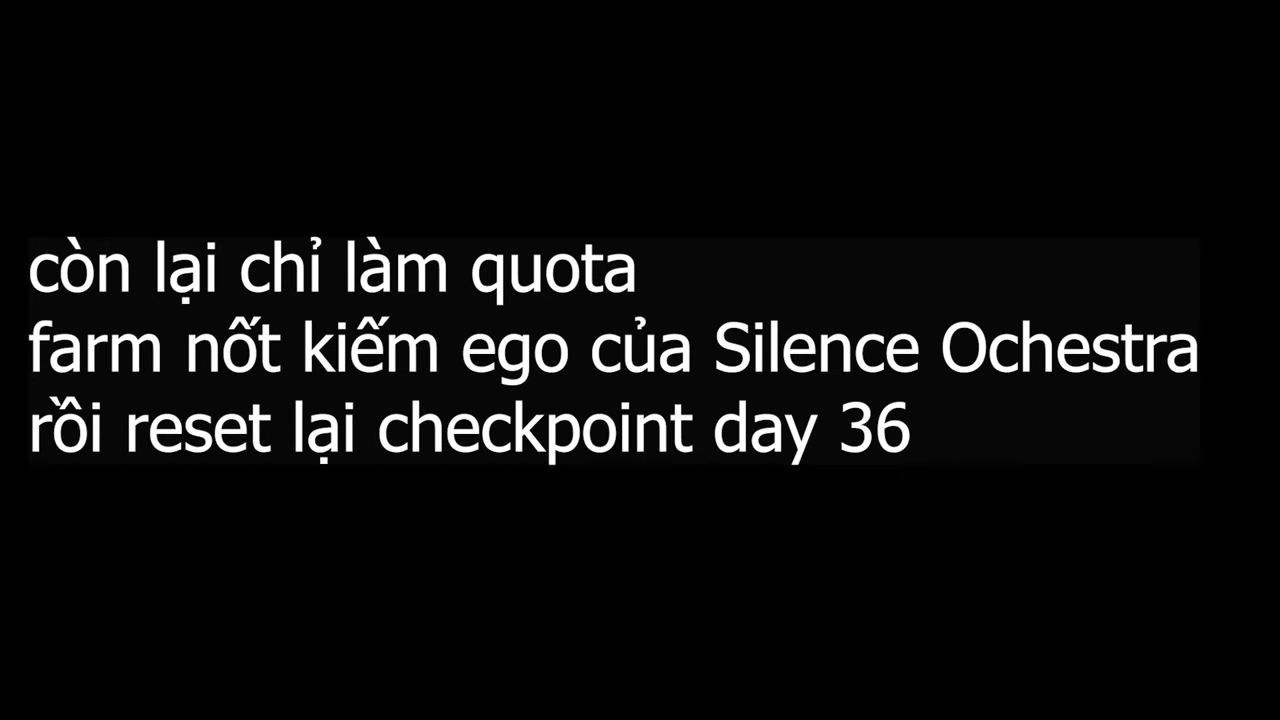 còn lại chỉ làm quota
farm nốt kiếm ego của Silence Ochestra
rồi reset lại checkpoint day 36